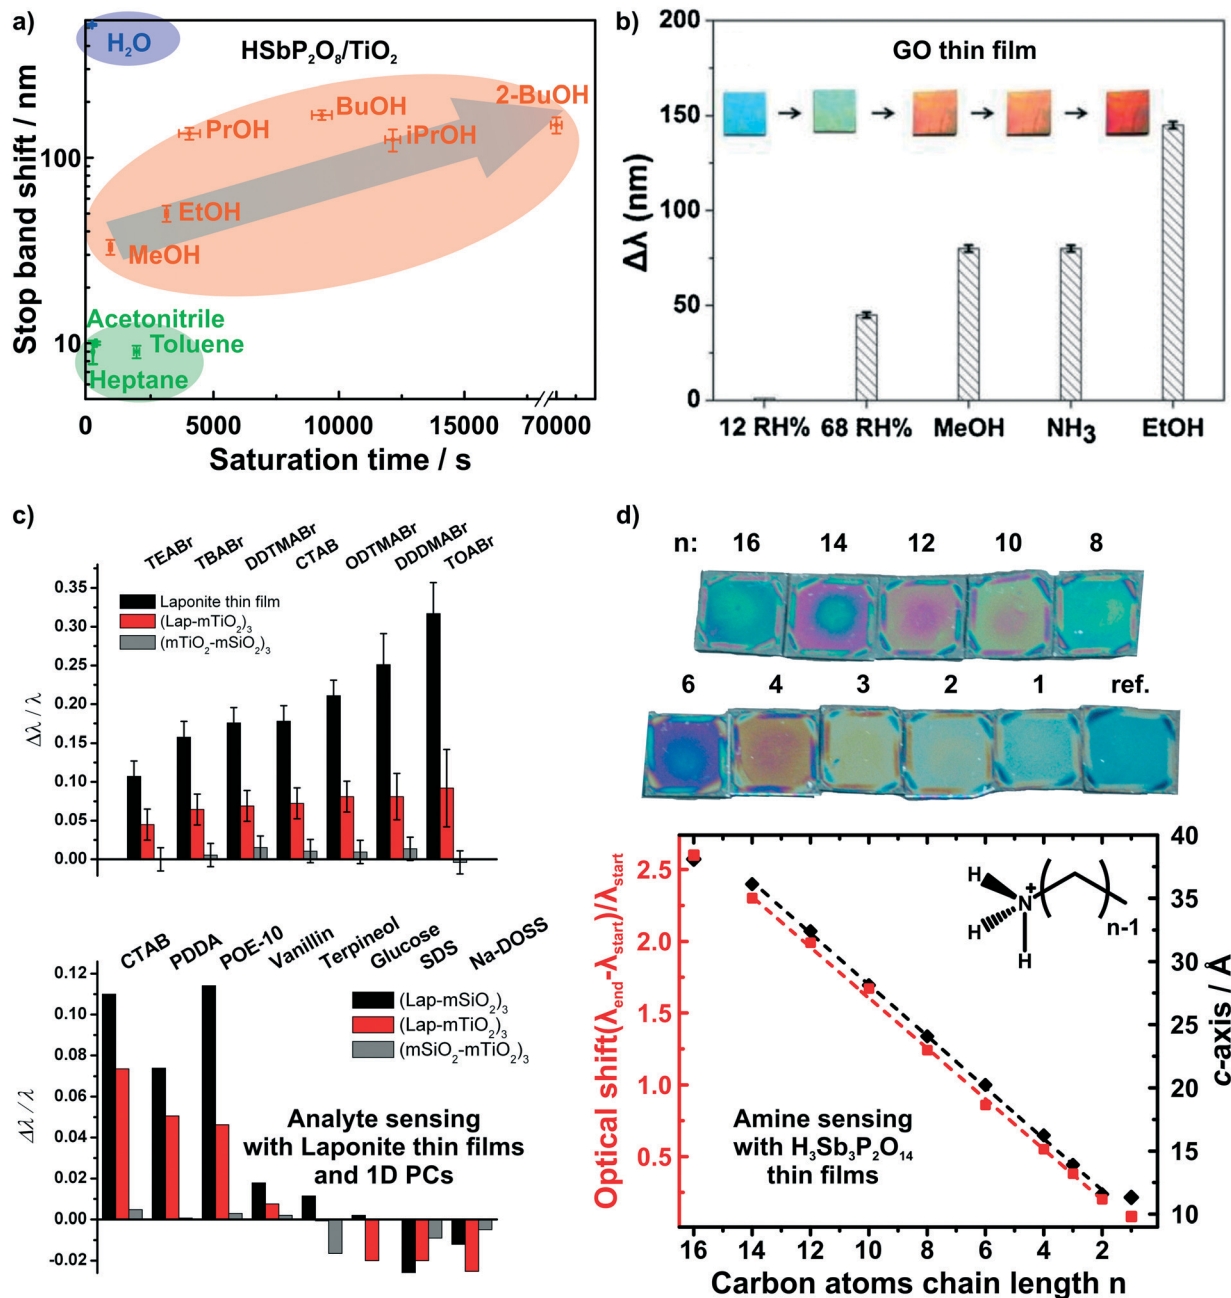 a)
HSbP₂O₈/TiO₂
H₂O
2-BuOH
BuOH
PrOH
iPrOH
EtOH
MeOH
Acetonitrile
Toluene
Heptane
Stop band shift / nm
100
10
0 5000 10000 15000 70000
Saturation time / s
b)
GO thin film
Δλ (nm)
200
150
100
50
0
12 RH% 68 RH% MeOH NH₃ EtOH
c)
TEABr TBABr DDTMABr CTAB ODTMABr DDDMABr TOABr
Laponite thin film
(Lap-mTiO₂)₃
(mTiO₂-mSiO₂)₃
Δλ / λ
0.35
0.30
0.25
0.20
0.15
0.10
0.05
0.00
CTAB PDDA POE-10 Vanillin Terpineol Glucose SDS Na-DOSS
(Lap-mSiO₂)₃
(Lap-mTiO₂)₃
(mSiO₂-mTiO₂)₃
Analyte sensing
with Laponite thin films
and 1D PCs
Δλ / λ
0.12
0.10
0.08
0.06
0.04
0.02
0.00
-0.02
d)
n: 16 14 12 10 8
6 4 3 2 1 ref.
Optical shift(λend-λstart)/λstart
2.5
2.0
1.5
1.0
0.5
H
H
N
+
H
n-1
Amine sensing
with H₃Sb₃P₂O₁₄
thin films
40
35
30
25
20
15
10
c-axis / Å
16 14 12 10 8 6 4 2
Carbon atoms chain length n